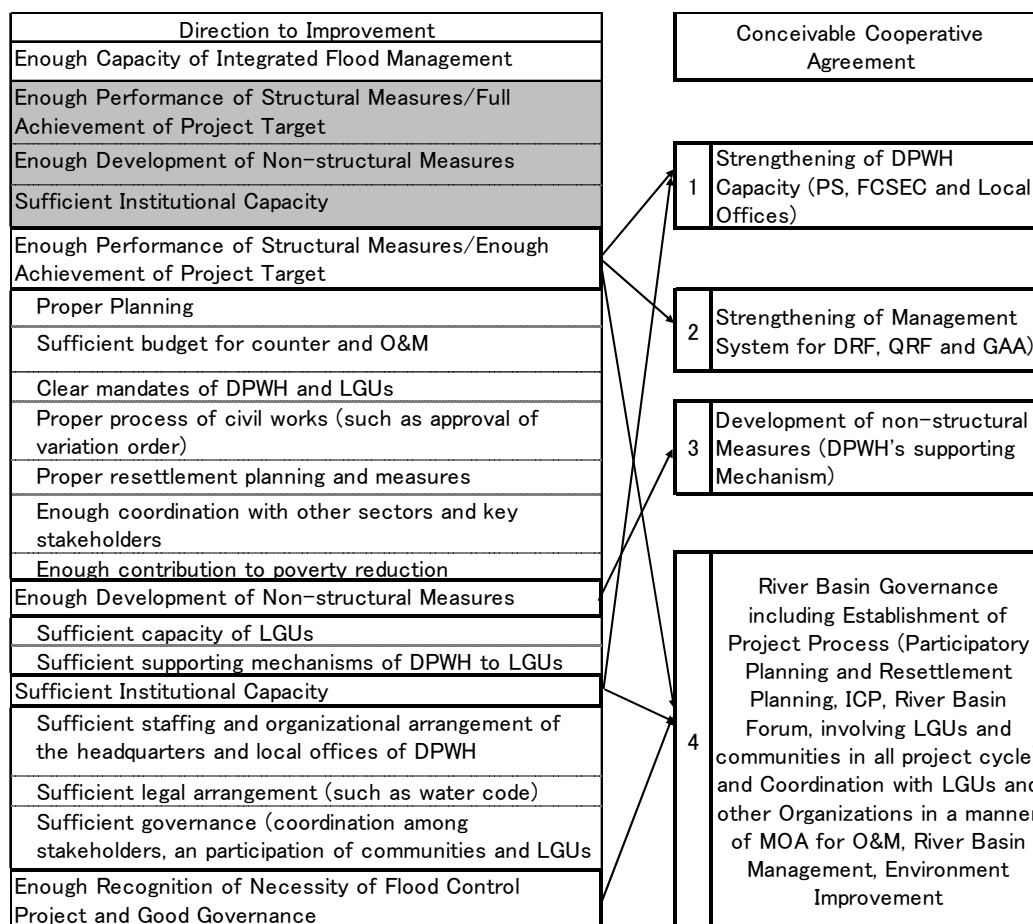 Direction to Improvement
Enough Capacity of Integrated Flood Management
Enough Performance of Structural Measures/Full
Achievement of Project Target
Enough Development of Non-structural Measures
Sufficient Institutional Capacity
Enough Performance of Structural Measures/Enough
Achievement of Project Target
Proper Planning
Sufficient budget for counter and O&M
Clear mandates of DPWH and LGUs
Proper process of civil works (such as approval of
variation order)
Proper resettlement planning and measures
Enough coordination with other sectors and key
stakeholders
Enough contribution to poverty reduction
Enough Development of Non-structural Measures
Sufficient capacity of LGUs
Sufficient supporting mechanisms of DPWH to LGUs
Sufficient Institutional Capacity
Sufficient staffing and organizational arrangement of
the headquarters and local offices of DPWH
Sufficient legal arrangement (such as water code)
Sufficient governance (coordination among
stakeholders, an participation of communities and LGUs
Enough Recognition of Necessity of Flood Control
Project and Good Governance
Conceivable Cooperative
Agreement
1
Strengthening of DPWH
Capacity (PS, FCSEC and Local
Offices)
2
Strengthening of Management
System for DRF, QRF and GAA)
3
Development of non-structural
Measures (DPWH's supporting
Mechanism)
4
River Basin Governance
including Establishment of
Project Process (Participatory
Planning and Resettlement
Planning, ICP, River Basin
Forum, involving LGUs and
communities in all project cycle
and Coordination with LGUs and
other Organizations in a manner
of MOA for O&M, River Basin
Management, Environment
Improvement